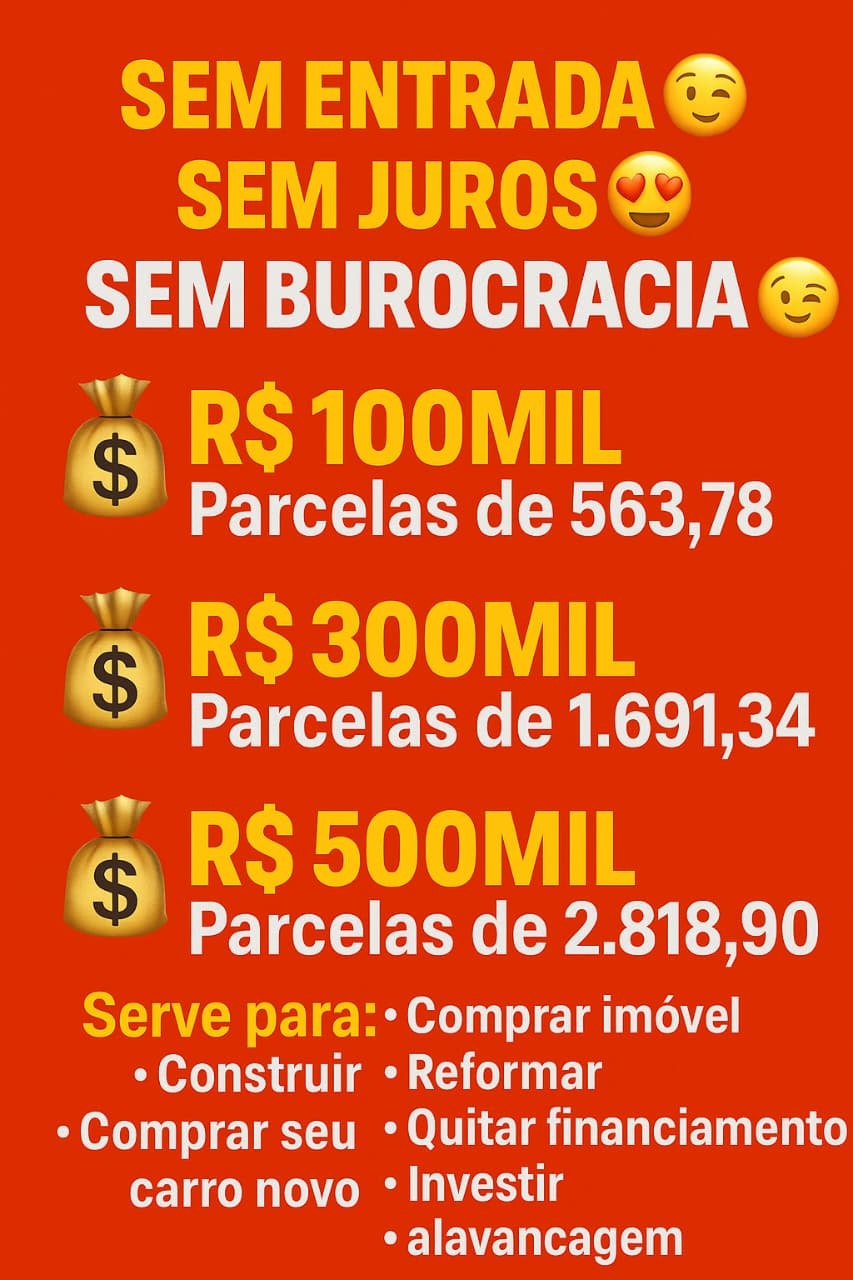 SEM ENTRADA😉
SEM JUROS😍
SEM BUROCRACIA😉
$ R$ 100MIL
Parcelas de 563,78
$ R$ 300MIL
Parcelas de 1.691,34
$ R$ 500MIL
Parcelas de 2.818,90
Serve para:
• Construir
• Comprar seu
carro novo
• Comprar imóvel
• Reformar
• Quitar financiamento
• Investir
• alavancagem